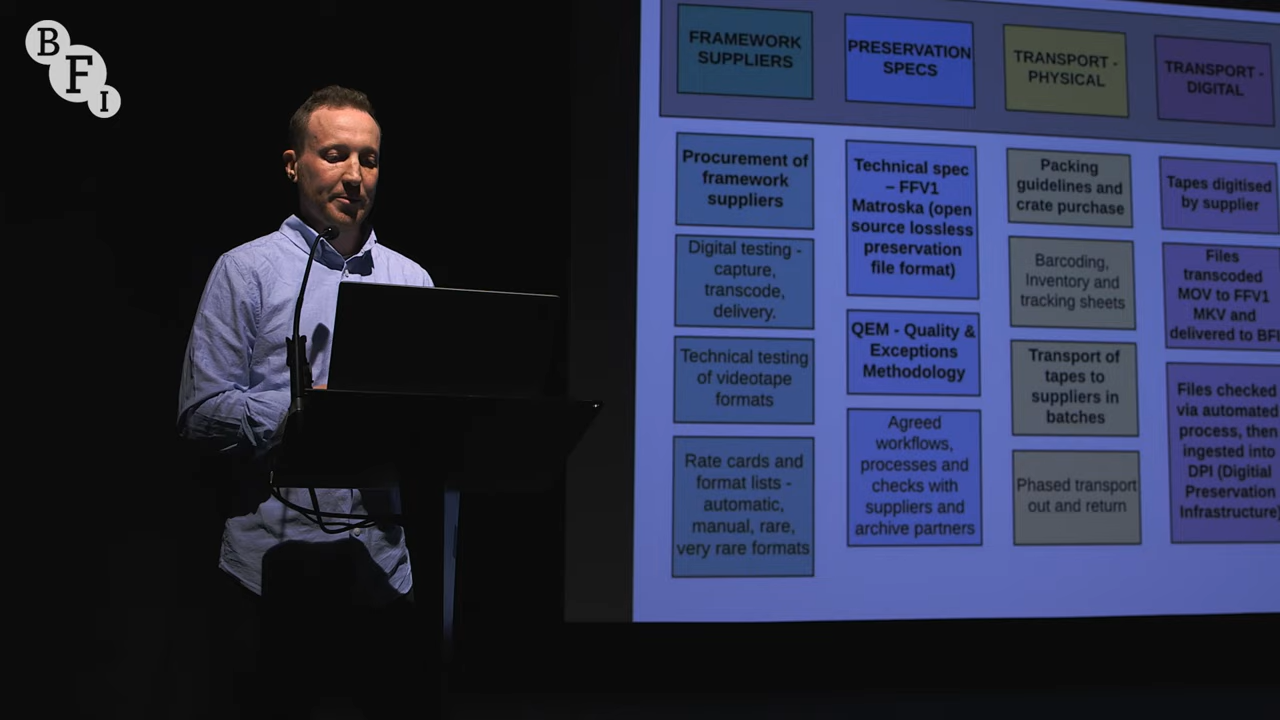 B
F
I
FRAMEWORK
SUPPLIERS
PRESERVATION
SPECS
TRANSPORT -
PHYSICAL
TRANSPORT -
DIGITAL
Procurement of
framework
suppliers
Digital testing -
capture,
transcode,
delivery.
Technical testing
of videotape
formats
Rate cards and
format lists -
automatic,
manual, rare,
very rare formats
Technical spec
– FFV1
Matroska (open
source lossless
preservation
file format)
QEM - Quality &
Exceptions
Methodology
Agreed
workflows,
processes and
checks with
suppliers and
archive partners
Packing
guidelines and
crate purchase
Barcoding,
Inventory and
tracking sheets
Transport of
tapes to
suppliers in
batches
Phased transport
out and return
Tapes digitised
by supplier
Files
transcoded
MOV to FFV1
MKV and
delivered to BFI
Files checked
via automated
process, then
ingested into
DPI (Digitial
Preservation
Infrastructure)